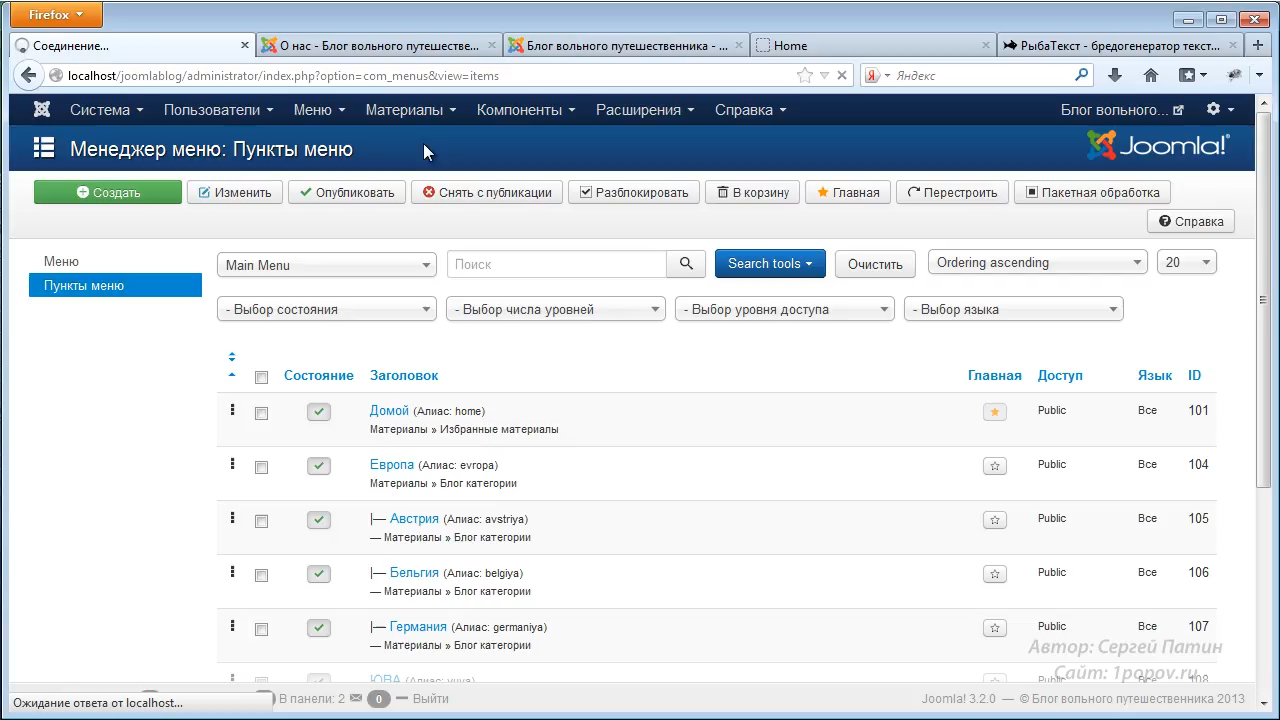 Firefox
Соединение...
О нас - Блог вольного путешестве...
Блог вольного путешественника - ...
Home
РыбаТекст - бредогенератор текст...
localhost/joomlablog/administrator/index.php?option=com_menus&view=items
Яндекс
Система Пользователи Меню Материалы Компоненты Расширения Справка Блог вольного...
Менеджер меню: Пункты меню
Joomla!
Создать Изменить Опубликовать Снять с публикации Разблокировать В корзину Главная Перестроить Пакетная обработка
Справка
Меню
Пункты меню
Main Menu Поиск Search tools Очистить Ordering ascending 20
- Выбор состояния - Выбор числа уровней - Выбор уровня доступа - Выбор языка
Состояние Заголовок Главная Доступ Язык ID
Домой (Алиас: home) Public Все 101
Материалы » Избранные материалы
Европа (Алиас: evropa) Public Все 104
Материалы » Блог категории
|— Австрия (Алиас: avstriya) Public Все 105
— Материалы » Блог категории
|— Бельгия (Алиас: belgiya) Public Все 106
— Материалы » Блог категории
|— Германия (Алиас: germaniya) Public Все 107
— Материалы » Блог категории
Автор: Сергей Патин
Сайт: 1popov.ru
ЮВА (Алиас: yuva) Public Все 108
Ожидание ответа от localhost...
В панели: 2 0 — Выйти
Joomla! 3.2.0 — © Блог вольного путешественника 2013